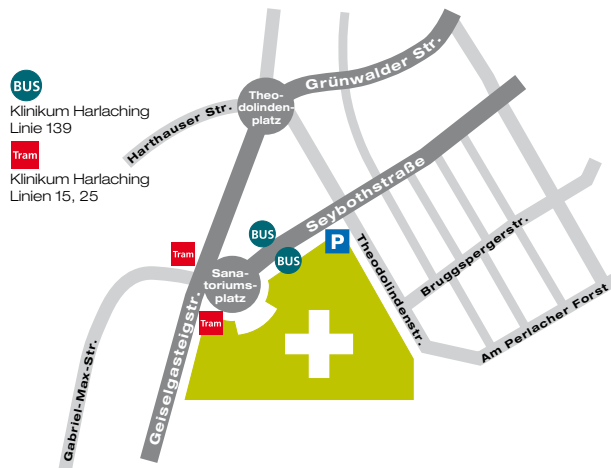 BUS
Klinikum Harlaching
Linie 139
Tram
Klinikum Harlaching
Linien 15, 25
Harthauser Str.
Theo-
dolinden-
platz
Grünwalder Str.
Seybothstraße
BUS
BUS
P
Tram
Sana-
toriums-
platz
Tram
Theodolindenstr.
Bruggspergerstr.
Am Perlacher Forst
Geiselgasteigstr.
Gabriel-Max-Str.